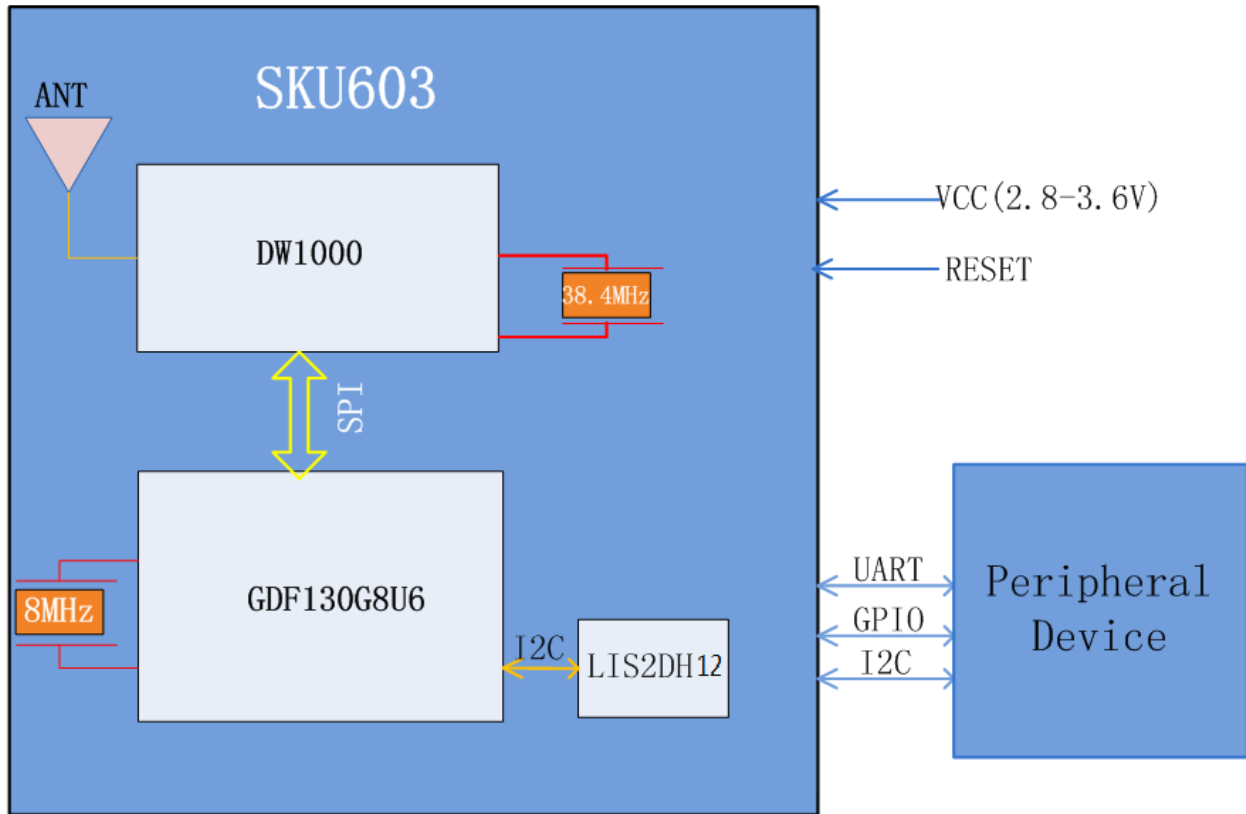 SKU603
ANT
DW1000
38.4MHz
VCC(2.8-3.6V)
RESET
SPI
GDF130G8U6
8MHz
I2C
LIS2DH12
UART
GPIO
I2C
Peripheral
Device